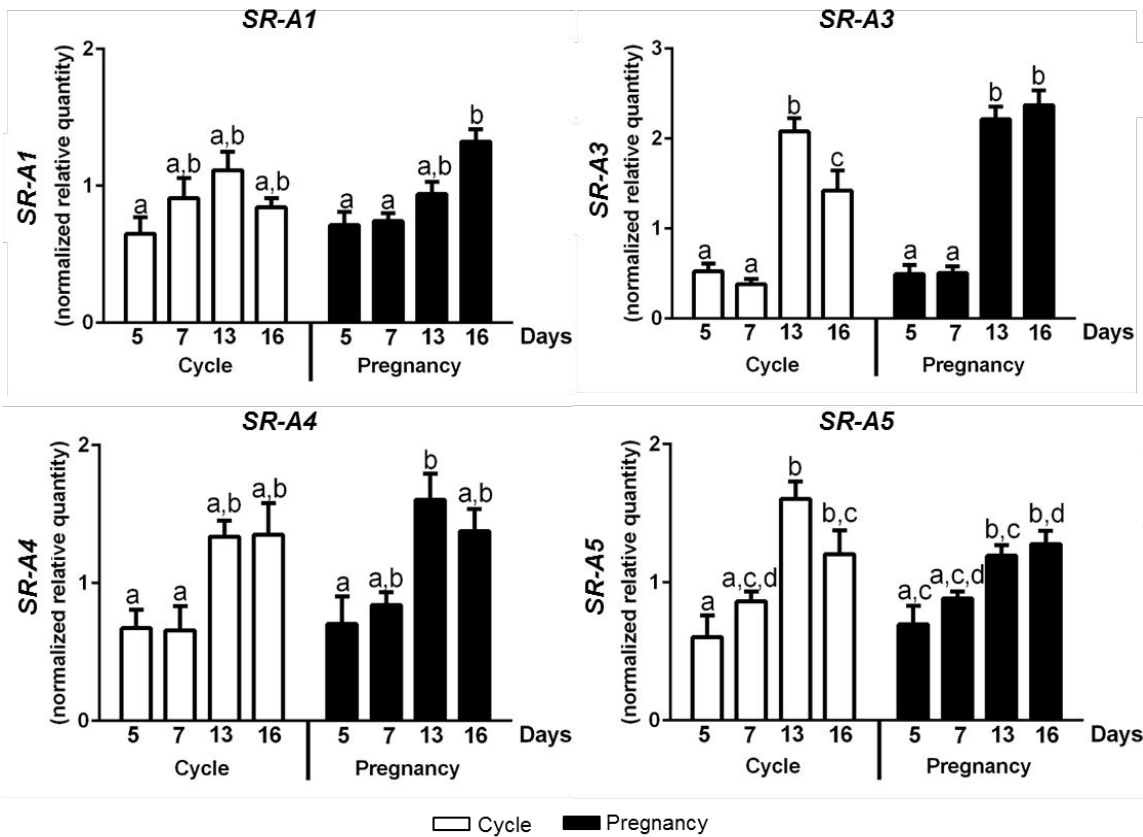 SR-A1
SR-A1
(normalized relative quantity)
2
1
0
a
a,b
a,b
a,b
a
a
a,b
b
5 7 13 16 5 7 13 16 Days
Cycle Pregnancy
SR-A3
SR-A3
(normalized relative quantity)
3
2
1
0
a
a
b
c
a
a
b
b
5 7 13 16 5 7 13 16 Days
Cycle Pregnancy
SR-A4
SR-A4
(normalized relative quantity)
2
1
0
a
a
a,b
a,b
a
a,b
b
a,b
5 7 13 16 5 7 13 16 Days
Cycle Pregnancy
SR-A5
SR-A5
(normalized relative quantity)
2
1
0
a
a,c,d
b
b,c
a,c
a,c,d
b,c
b,d
5 7 13 16 5 7 13 16 Days
Cycle Pregnancy
Cycle Pregnancy